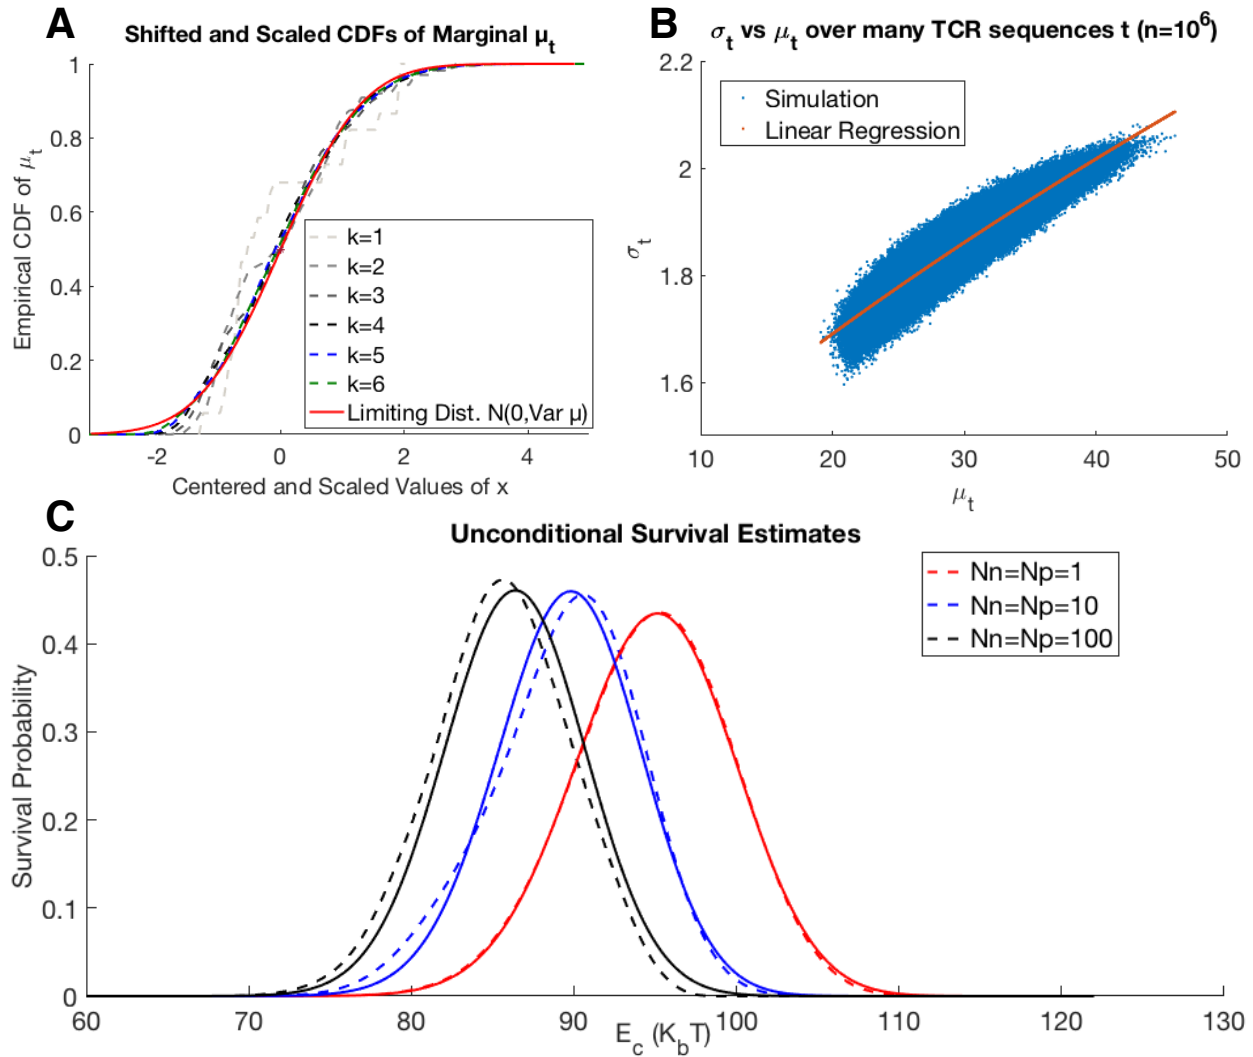 A
Shifted and Scaled CDFs of Marginal μt
Empirical CDF of μt
1
0.8
0.6
0.4
0.2
0
-2
0
2
4
Centered and Scaled Values of x
k=1
k=2
k=3
k=4
k=5
k=6
Limiting Dist. N(0,Var μ)
B
σt vs μt over many TCR sequences t (n=10^6)
σt
2.2
2
1.8
1.6
10
20
30
40
50
μt
Simulation
Linear Regression
C
Unconditional Survival Estimates
Survival Probability
0.5
0.4
0.3
0.2
0.1
0
60
70
80
90
100
110
120
130
Ec (KbT)
Nn=Np=1
Nn=Np=10
Nn=Np=100